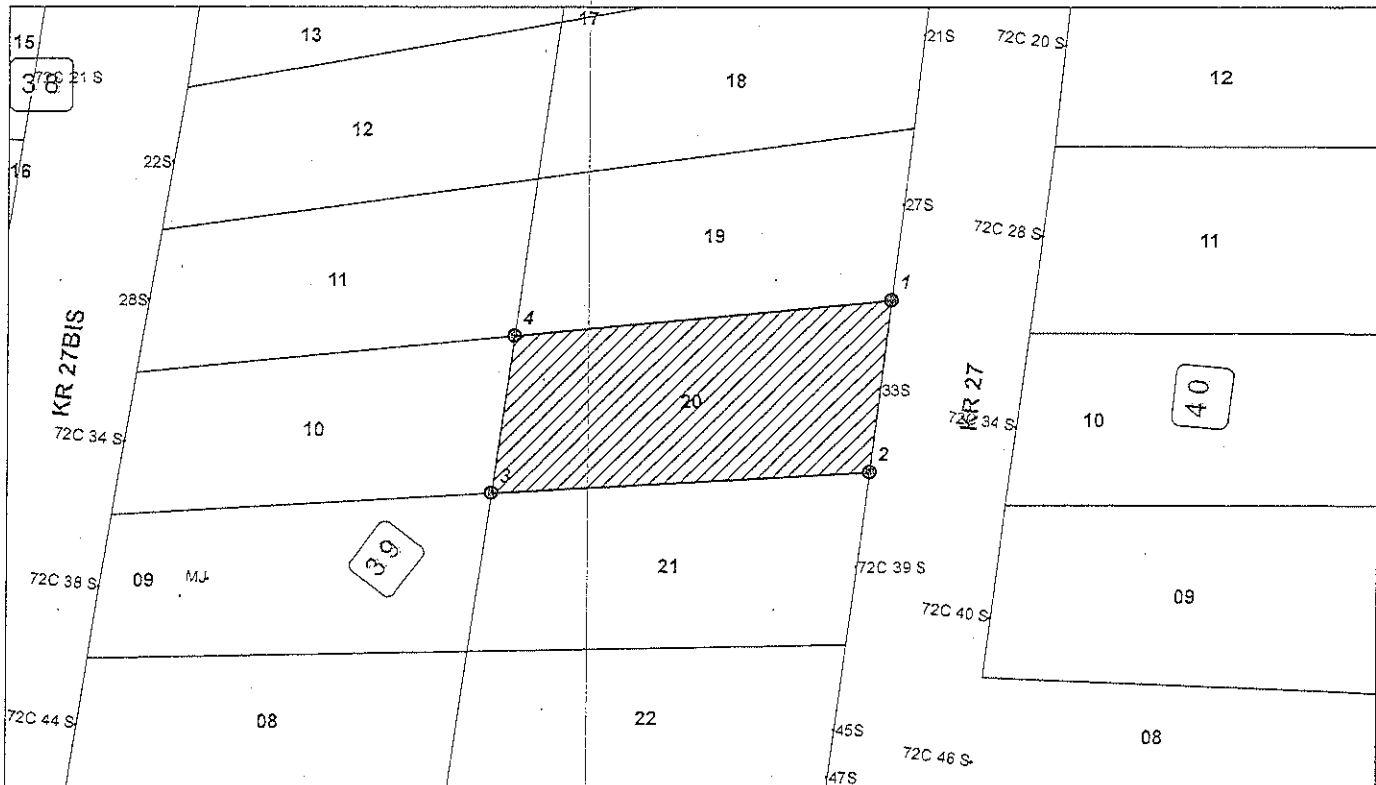 15
13
17
21S
72C 20 S
38
72C 21 S
18
12
12
22S
16
27S
19
72C 28 S
11
11
28S
1
4
KR 27BIS
20
33S
KR 27
40
72C 34 S
10
10
72C 34 S
2
3
39
72C 38 S
09
MJ
21
72C 39 S
72C 40 S
09
72C 44 S
08
22
45S
72C 46 S
08
47S